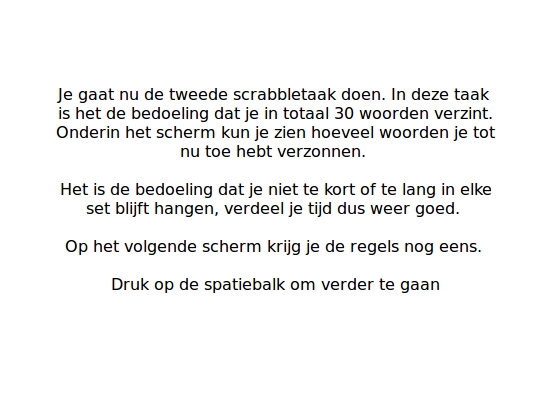 Je gaat nu de tweede scrabbletaak doen. In deze taak
is het de bedoeling dat je in totaal 30 woorden verzint.
Onderin het scherm kun je zien hoeveel woorden je tot
nu toe hebt verzonnen.
Het is de bedoeling dat je niet te kort of te lang in elke
set blijft hangen, verdeel je tijd dus weer goed.
Op het volgende scherm krijg je de regels nog eens.
Druk op de spatiebalk om verder te gaan